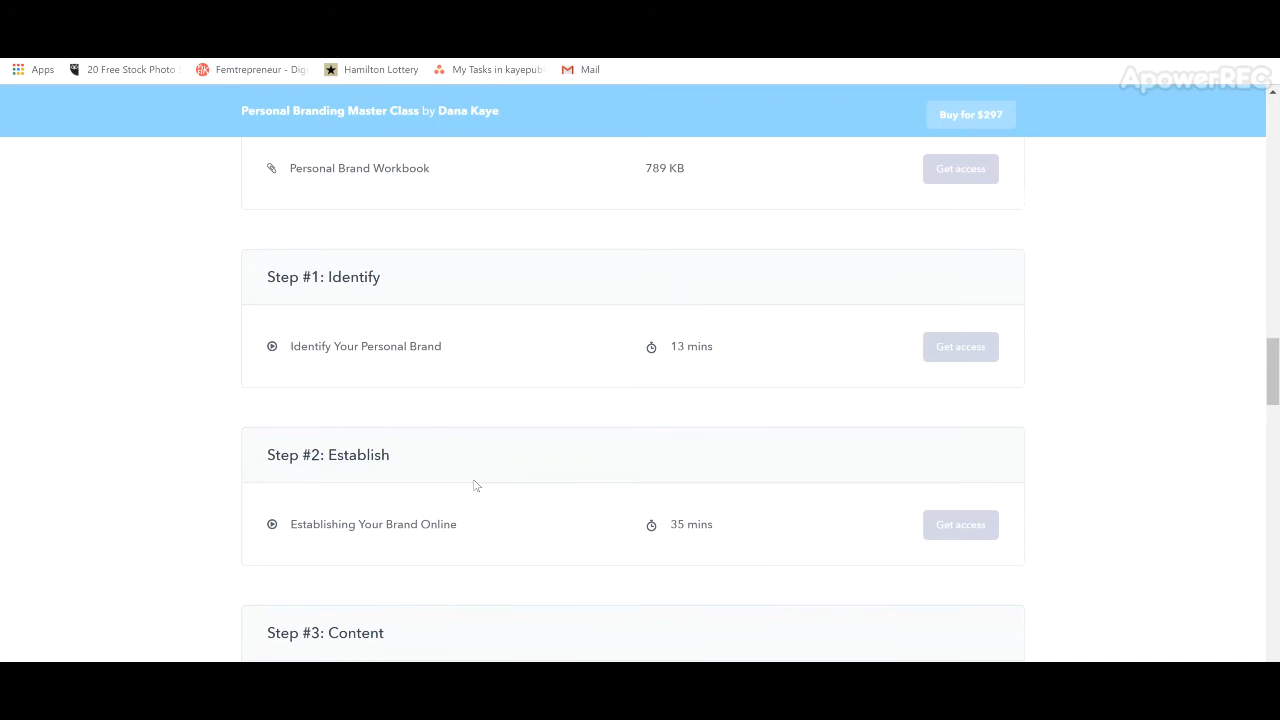 ApowerREC
Apps 20 Free Stock Photo Femtrepreneur - Dig Hamilton Lottery My Tasks in kayepub Mail
Personal Branding Master Class by Dana Kaye Buy for $297
Personal Brand Workbook 789 KB Get access
Step #1: Identify
Identify Your Personal Brand 13 mins Get access
Step #2: Establish
Establishing Your Brand Online 35 mins Get access
Step #3: Content